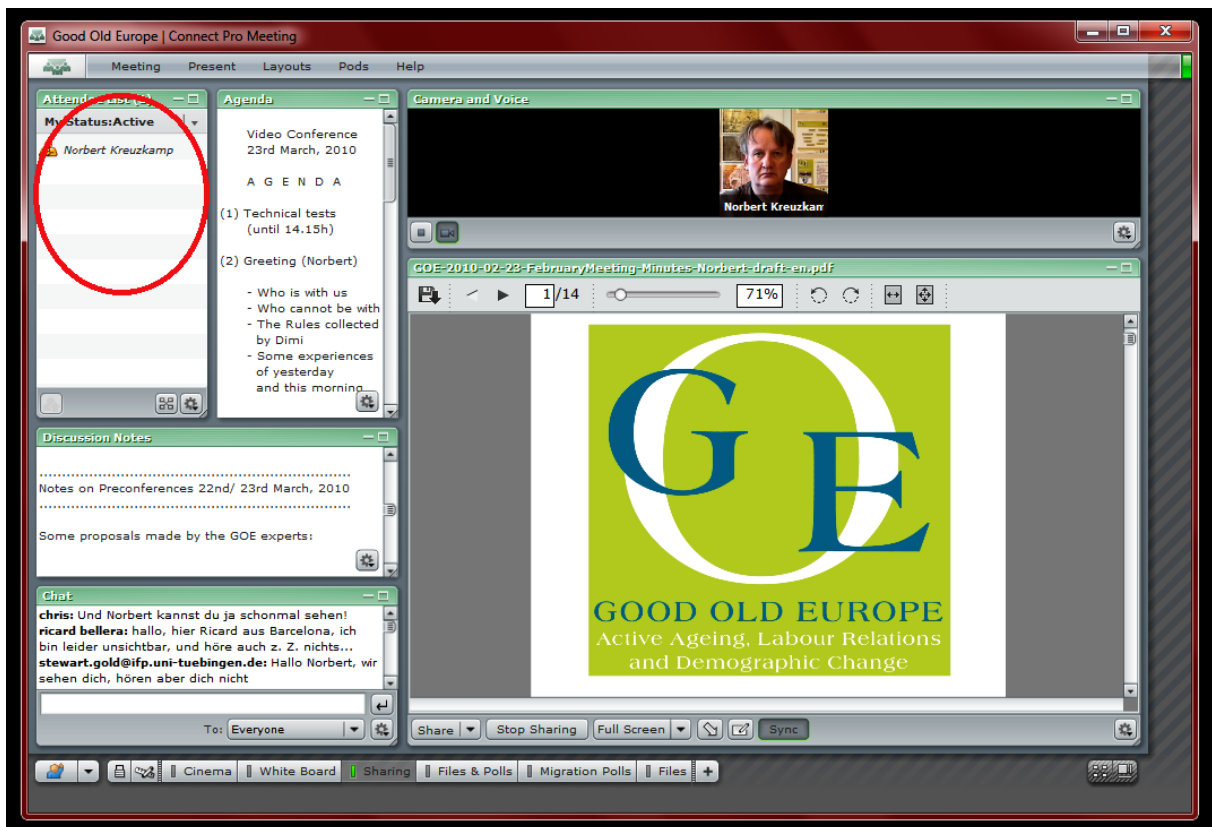 Good Old Europe | Connect Pro Meeting
Meeting Present Layouts Pods Help
Attendee List (1)
My Status:Active
Norbert Kreuzkamp
Agenda
Video Conference
23rd March, 2010
A G E N D A
(1) Technical tests
(until 14.15h)
(2) Greeting (Norbert)
- Who is with us
- Who cannot be with
- The Rules collected
by Dimi
- Some experiences
of yesterday
and this morning
Camera and Voice
Norbert Kreuzkam
GOE-2010-02-23-FebruaryMeeting-Minutes-Norbert-draft-en.pdf
1/14 71%
GOE
GOOD OLD EUROPE
Active Ageing, Labour Relations
and Demographic Change
Share Stop Sharing Full Screen Sync
Discussion Notes
......................................................................
Notes on Preconferences 22nd/ 23rd March, 2010
......................................................................
Some proposals made by the GOE experts:
Chat
chris: Und Norbert kannst du ja schonmal sehen!
ricard bellera: hallo, hier Ricard aus Barcelona, ich
bin leider unsichtbar, und höre auch z. Z. nichts...
stewart.gold@ifp.uni-tuebingen.de: Hallo Norbert, wir
sehen dich, hören aber dich nicht
To: Everyone
Cinema White Board Sharing Files & Polls Migration Polls Files +